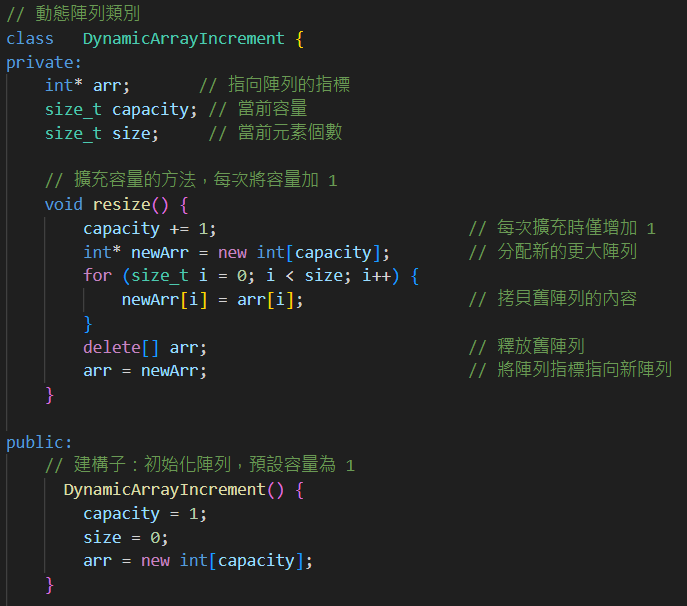 // 動態陣列類別
class   DynamicArrayIncrement {
private:
    int* arr;       // 指向陣列的指標
    size_t capacity; // 當前容量
    size_t size;     // 當前元素個數
    // 擴充容量的方法，每次將容量加 1
    void resize() {
        capacity += 1;                          // 每次擴充時僅增加 1
        int* newArr = new int[capacity];        // 分配新的更大陣列
        for (size_t i = 0; i < size; i++) {
            newArr[i] = arr[i];                 // 拷貝舊陣列的內容
        }
        delete[] arr;                           // 釋放舊陣列
        arr = newArr;                           // 將陣列指標指向新陣列
    }
public:
    // 建構子：初始化陣列，預設容量為 1
      DynamicArrayIncrement() {
        capacity = 1;
        size = 0;
        arr = new int[capacity];
    }